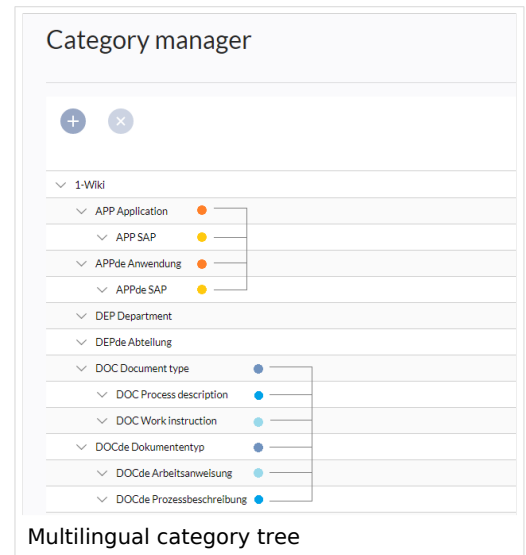 Category manager
1-Wiki
APP Application
APP SAP
APPde Anwendung
APPde SAP
DEP Department
DEPde Abteilung
DOC Document type
DOC Process description
DOC Work instruction
DOCde Dokumententyp
DOCde Arbeitsanweisung
DOCde Prozessbeschreibung
Multilingual category tree